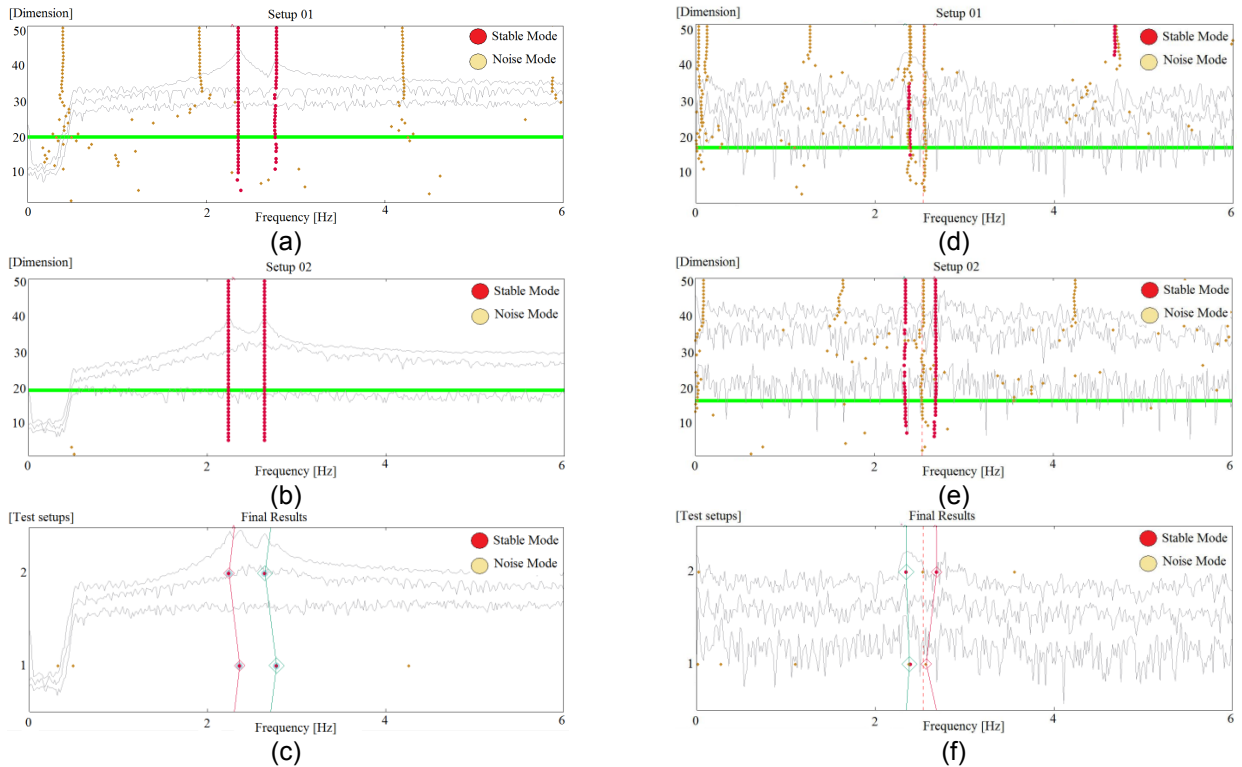 [Dimension]
Setup 01
50
40
30
20
10
Stable Mode
Noise Mode
0
2
4
6
Frequency [Hz]
(a)
[Dimension]
Setup 02
50
40
30
20
10
Stable Mode
Noise Mode
0
2
4
6
Frequency [Hz]
(b)
[Test setups]
Final Results
2
1
Stable Mode
Noise Mode
0
2
4
6
Frequency [Hz]
(c)
[Dimension]
Setup 01
50
40
30
20
10
Stable Mode
Noise Mode
0
2
4
6
Frequency [Hz]
(d)
[Dimension]
Setup 02
50
40
30
20
10
Stable Mode
Noise Mode
0
2
4
6
Frequency [Hz]
(e)
[Test setups]
Final Results
2
1
Stable Mode
Noise Mode
0
2
4
6
Frequency [Hz]
(f)